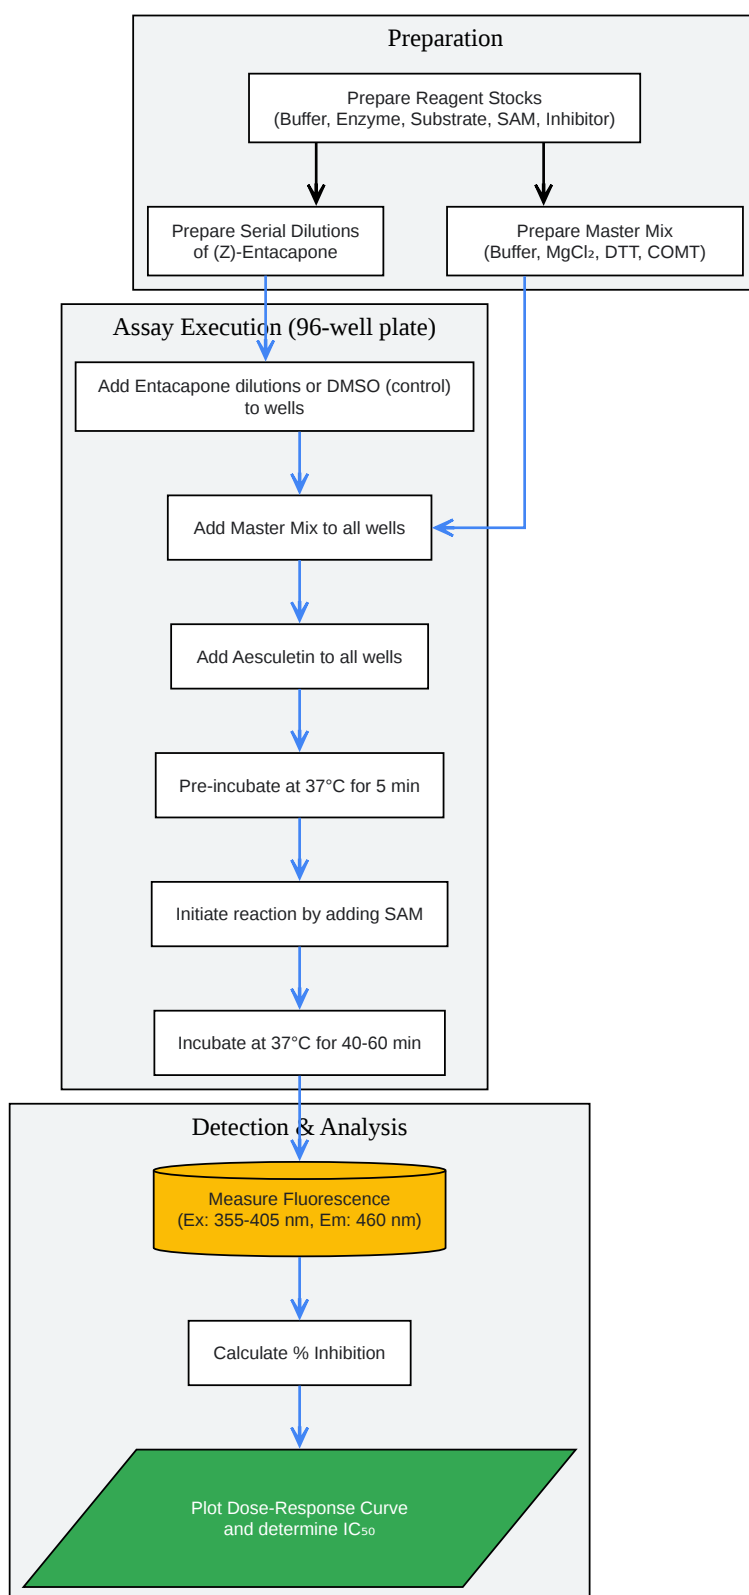 Preparation
Prepare Reagent Stocks
(Buffer, Enzyme, Substrate, SAM, Inhibitor)
Prepare Serial Dilutions
of (Z)-Entacapone
Prepare Master Mix
(Buffer, MgCl₂, DTT, COMT)
Assay Execution (96-well plate)
Add Entacapone dilutions or DMSO (control)
to wells
Add Master Mix to all wells
Add Aesculetin to all wells
Pre-incubate at 37°C for 5 min
Initiate reaction by adding SAM
Incubate at 37°C for 40-60 min
Detection & Analysis
Measure Fluorescence
(Ex: 355-405 nm, Em: 460 nm)
Calculate % Inhibition
Plot Dose-Response Curve
and determine IC₅₀